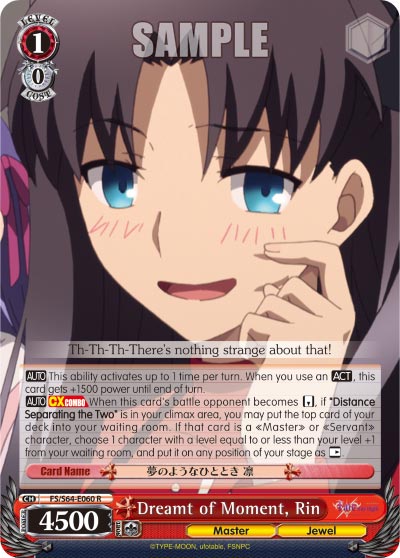 LEVEL
1
0
COST
SAMPLE
Th-Th-Th-There's nothing strange about that!
AUTO This ability activates up to 1 time per turn. When you use an ACT, this
card gets +1500 power until end of turn.
AUTO CXCOMBO When this card's battle opponent becomes, if "Distance
Separating the Two" is in your climax area, you may put the top card of your
deck into your waiting room. If that card is a «Master» or «Servant»
character, choose 1 character with a level equal to or less than your level +1
from your waiting room, and put it on any position of your stage as
Card Name 夢のようなひととき 凛
CH FS/S64-E060 R
4500
Dreamt of Moment, Rin
Master Jewel
©TYPE-MOON, ufotable, FSNPC